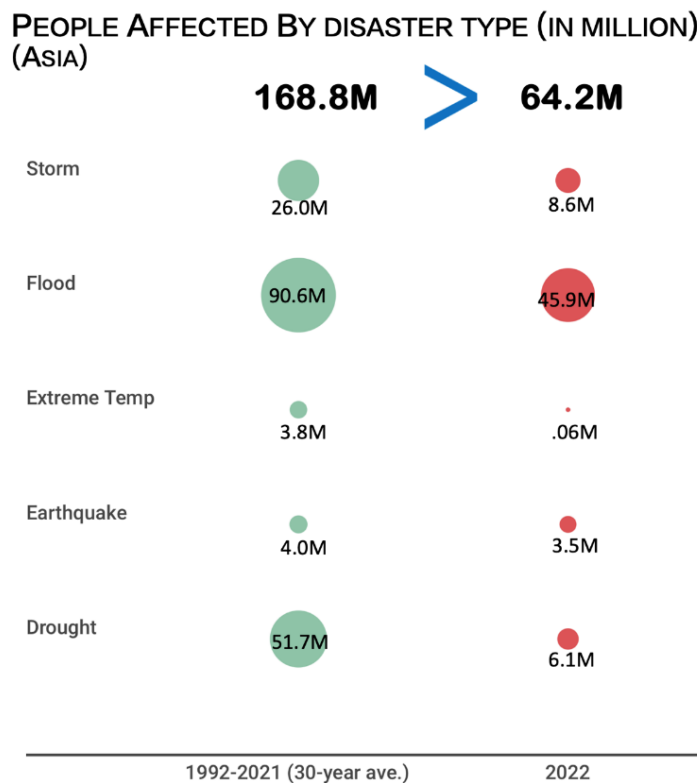 PEOPLE AFFECTED BY DISASTER TYPE (IN MILLION)
(ASIA)
168.8M > 64.2M
Storm
26.0M 8.6M
Flood
90.6M 45.9M
Extreme Temp
3.8M .06M
Earthquake
4.0M 3.5M
Drought
51.7M 6.1M
1992-2021 (30-year ave.) 2022